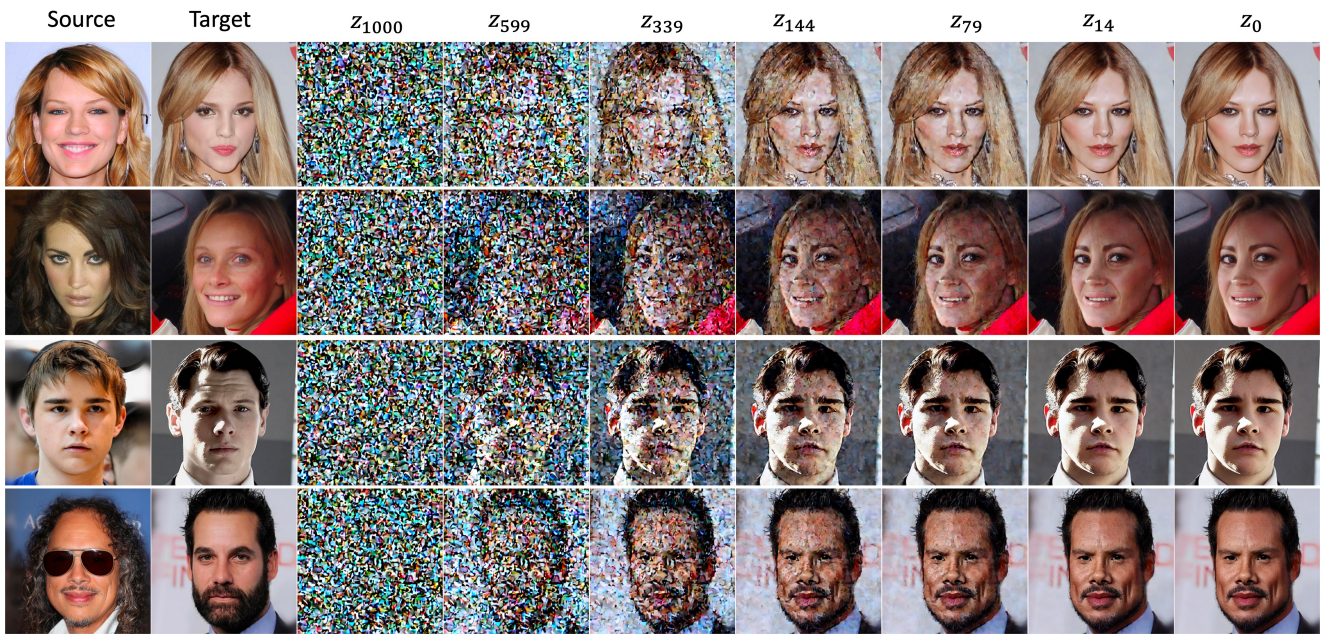 Source Target z₁₀₀₀ z₅₉₉ z₃₃₉ z₁₄₄ z₇₉ z₁₄ z₀